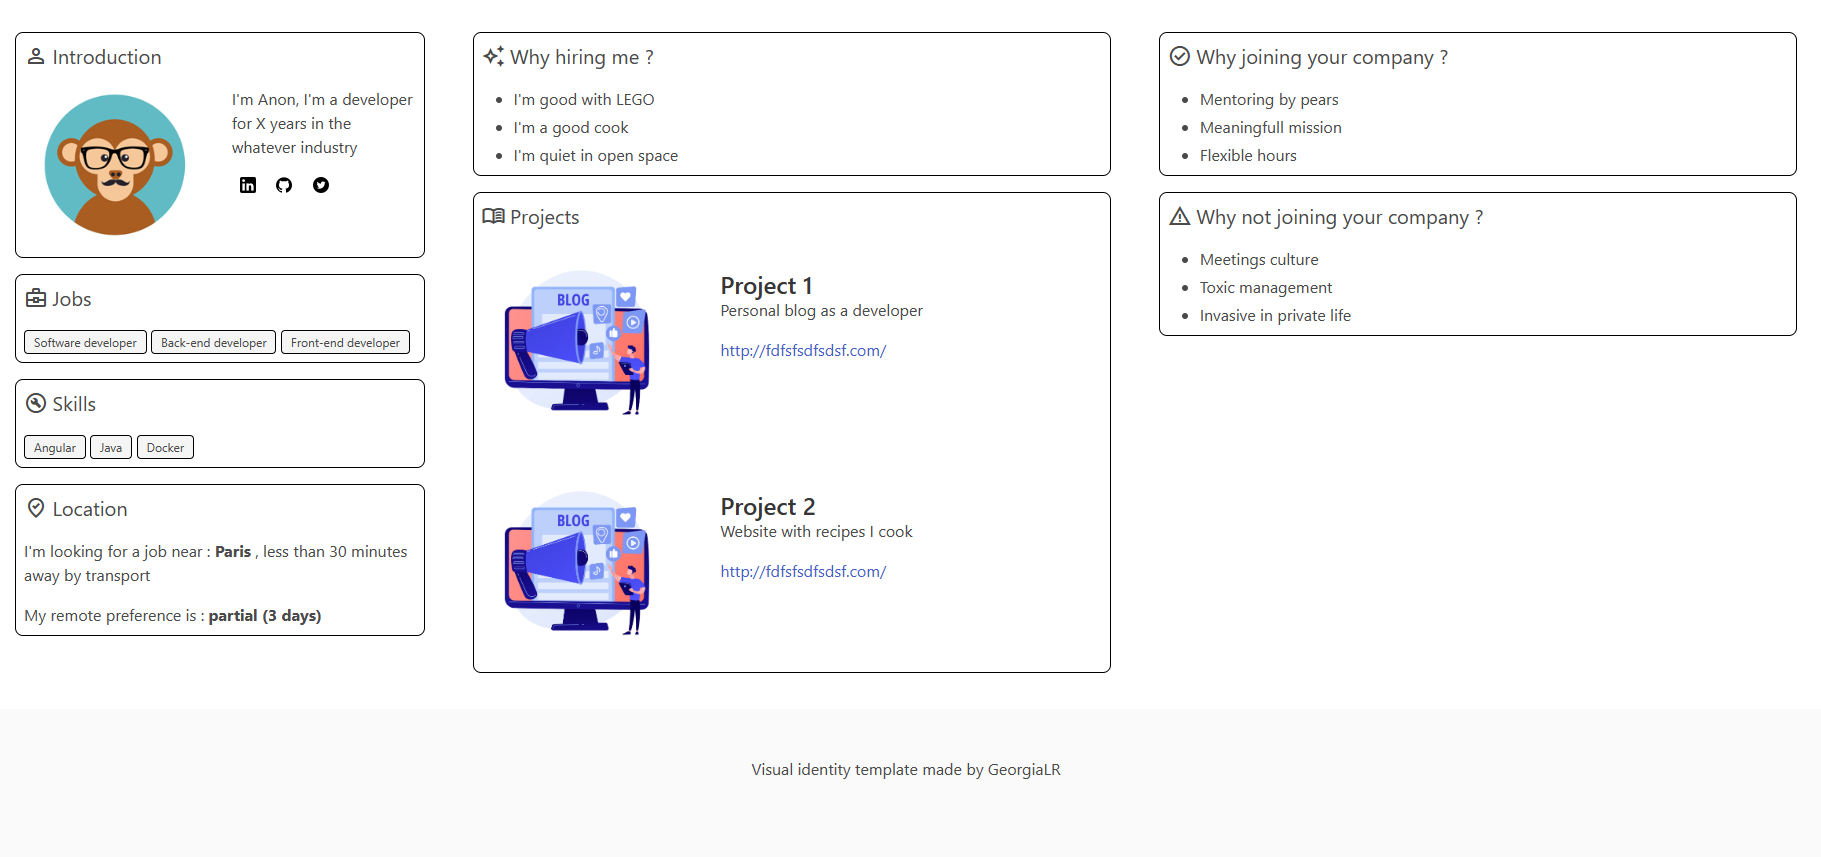 Introduction
I'm Anon, I'm a developer
for X years in the
whatever industry
Jobs
Software developer
Back-end developer
Front-end developer
Skills
Angular
Java
Docker
Location
I'm looking for a job near : Paris , less than 30 minutes
away by transport
My remote preference is : partial (3 days)
Why hiring me ?
I'm good with LEGO
I'm a good cook
I'm quiet in open space
Projects
BLOG
Project 1
Personal blog as a developer
http://fdfsfsdfsdsf.com/
BLOG
Project 2
Website with recipes I cook
http://fdfsfsdfsdsf.com/
Why joining your company ?
Mentoring by pears
Meaningfull mission
Flexible hours
Why not joining your company ?
Meetings culture
Toxic management
Invasive in private life
Visual identity template made by GeorgiaLR